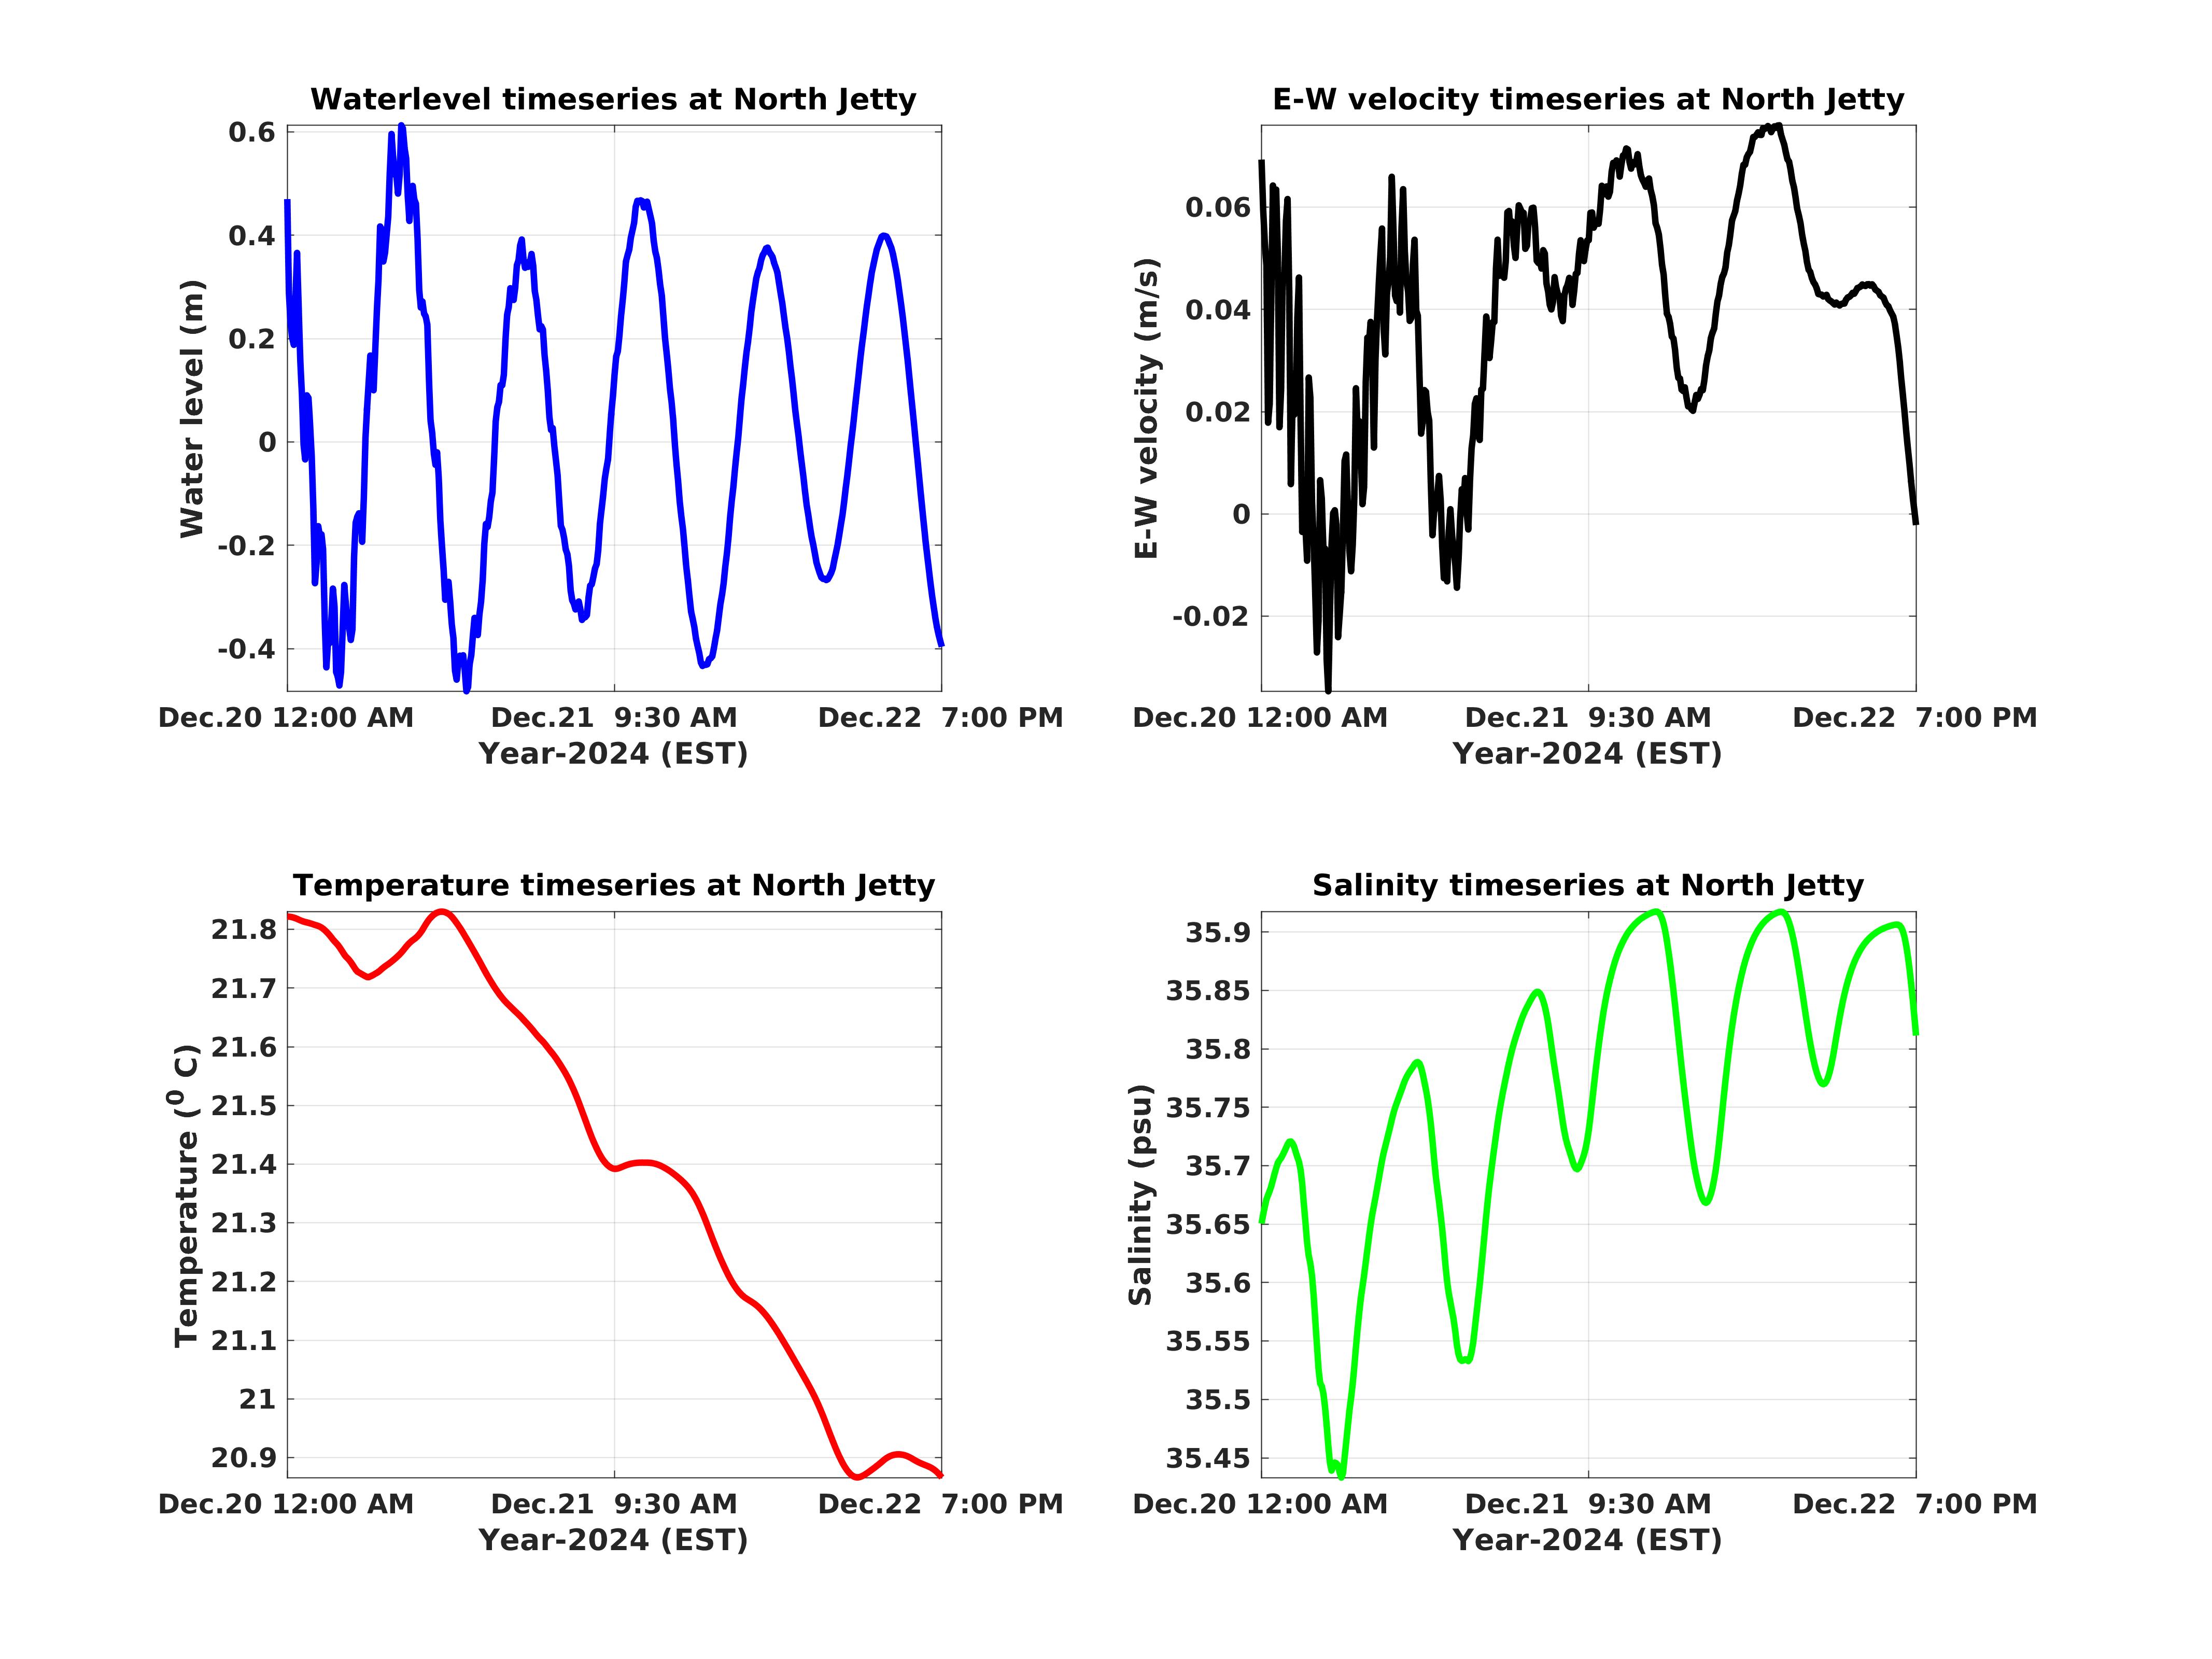 Waterlevel timeseries at North Jetty
0.6
0.4
0.2
0
-0.2
-0.4
Water level (m)
Dec.20 12:00 AM Dec.21 9:30 AM Dec.22 7:00 PM
Year-2024 (EST)
E-W velocity timeseries at North Jetty
0.06
0.04
0.02
0
-0.02
E-W velocity (m/s)
Dec.20 12:00 AM Dec.21 9:30 AM Dec.22 7:00 PM
Year-2024 (EST)
Temperature timeseries at North Jetty
21.8
21.7
21.6
21.5
21.4
21.3
21.2
21.1
21
20.9
Temperature (⁰ C)
Dec.20 12:00 AM Dec.21 9:30 AM Dec.22 7:00 PM
Year-2024 (EST)
Salinity timeseries at North Jetty
35.9
35.85
35.8
35.75
35.7
35.65
35.6
35.55
35.5
35.45
Salinity (psu)
Dec.20 12:00 AM Dec.21 9:30 AM Dec.22 7:00 PM
Year-2024 (EST)